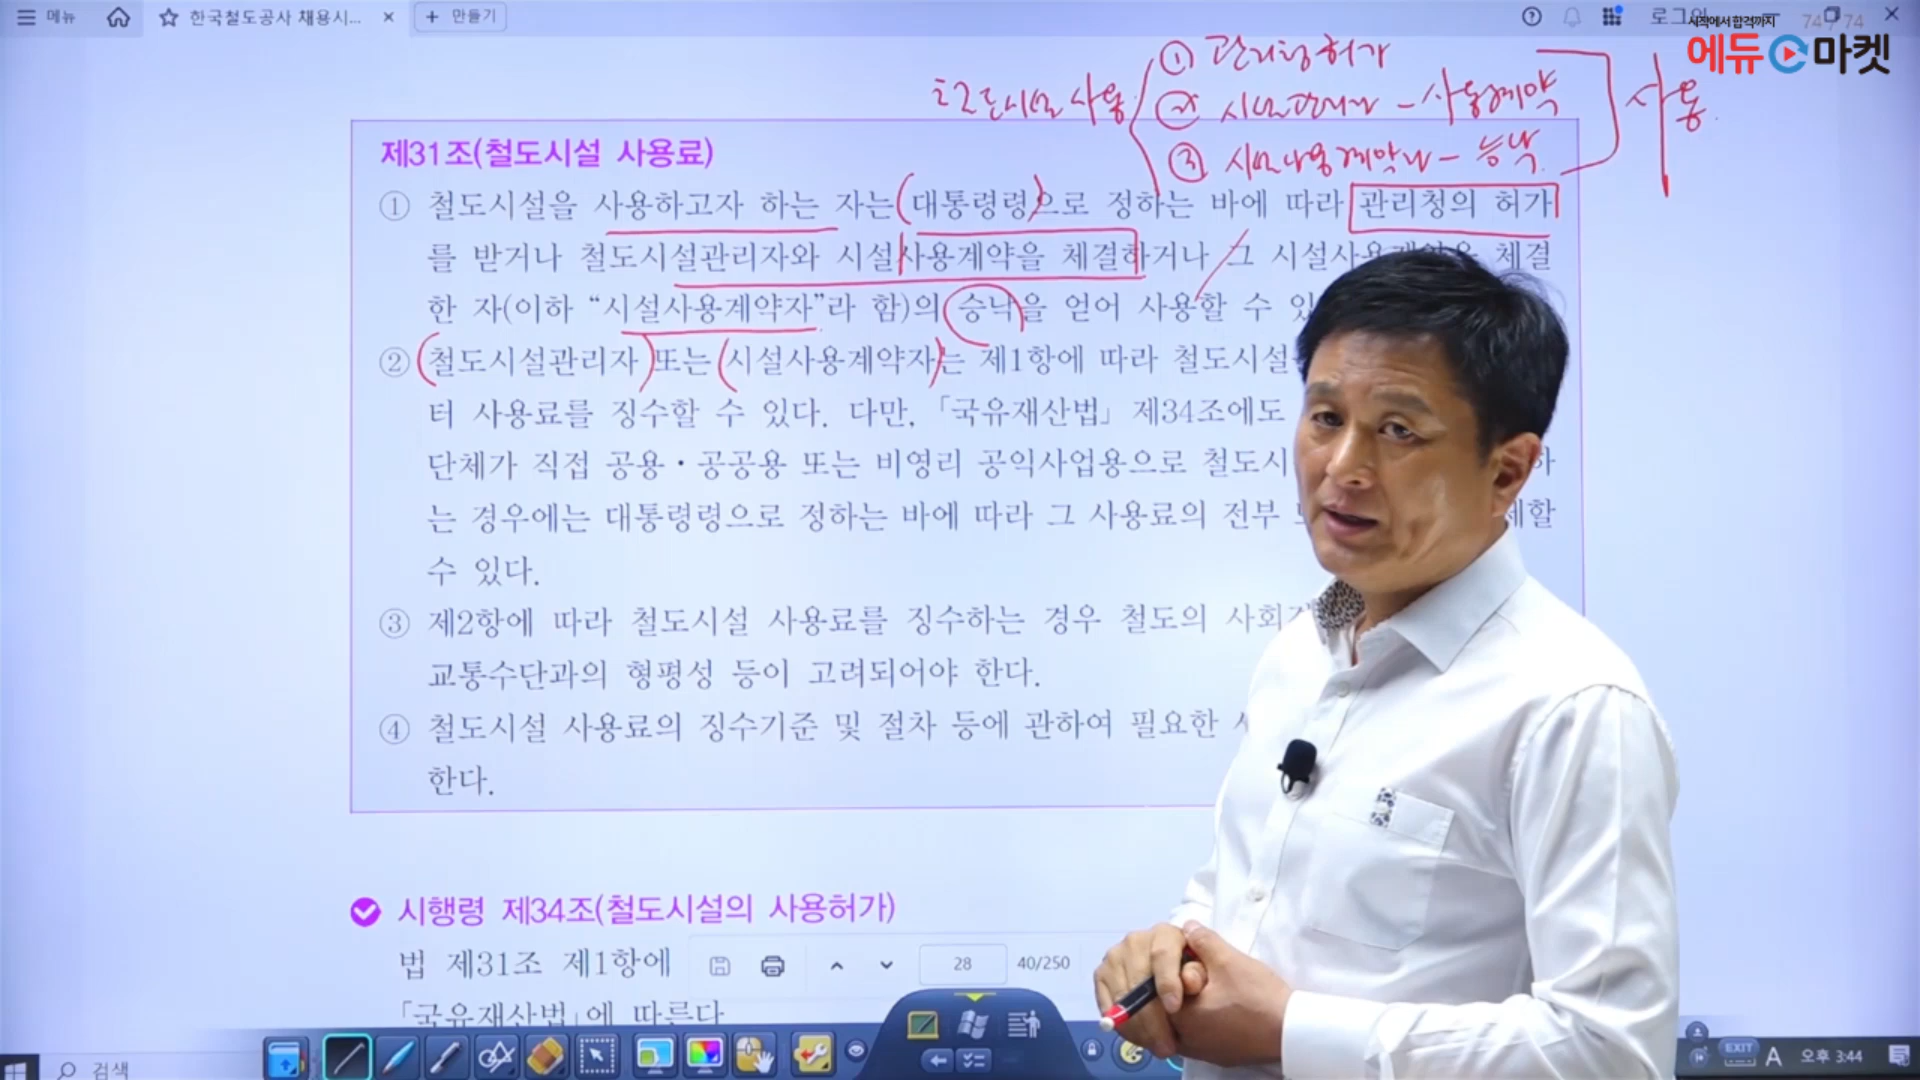 메뉴
한국철도공사 채용시...
만들기
시작에서 합격까지
74 / 74
에듀 마켓
철도시설 사용
① 관리청 허가
② 시설관리자 - 사용계약
③ 시설사용계약자 - 승낙
사용
제31조(철도시설 사용료)
① 철도시설을 사용하고자 하는 자는 대통령령으로 정하는 바에 따라 관리청의 허가
를 받거나 철도시설관리자와 시설사용계약을 체결하거나 그 시설사용계약을 체결
한 자(이하 “시설사용계약자”라 함)의 승낙을 얻어 사용할 수 있
② 철도시설관리자 또는 시설사용계약자는 제1항에 따라 철도시설
터 사용료를 징수할 수 있다. 다만, 「국유재산법」 제34조에도
단체가 직접 공용·공공용 또는 비영리 공익사업용으로 철도시 하
는 경우에는 대통령령으로 정하는 바에 따라 그 사용료의 전부 제할
수 있다.
③ 제2항에 따라 철도시설 사용료를 징수하는 경우 철도의 사회
교통수단과의 형평성 등이 고려되어야 한다.
④ 철도시설 사용료의 징수기준 및 절차 등에 관하여 필요한
한다.
시행령 제34조(철도시설의 사용허가)
법 제31조 제1항에
28
40/250
「국유재산법」에 따른다
검색
EXIT
A
오후 3:44